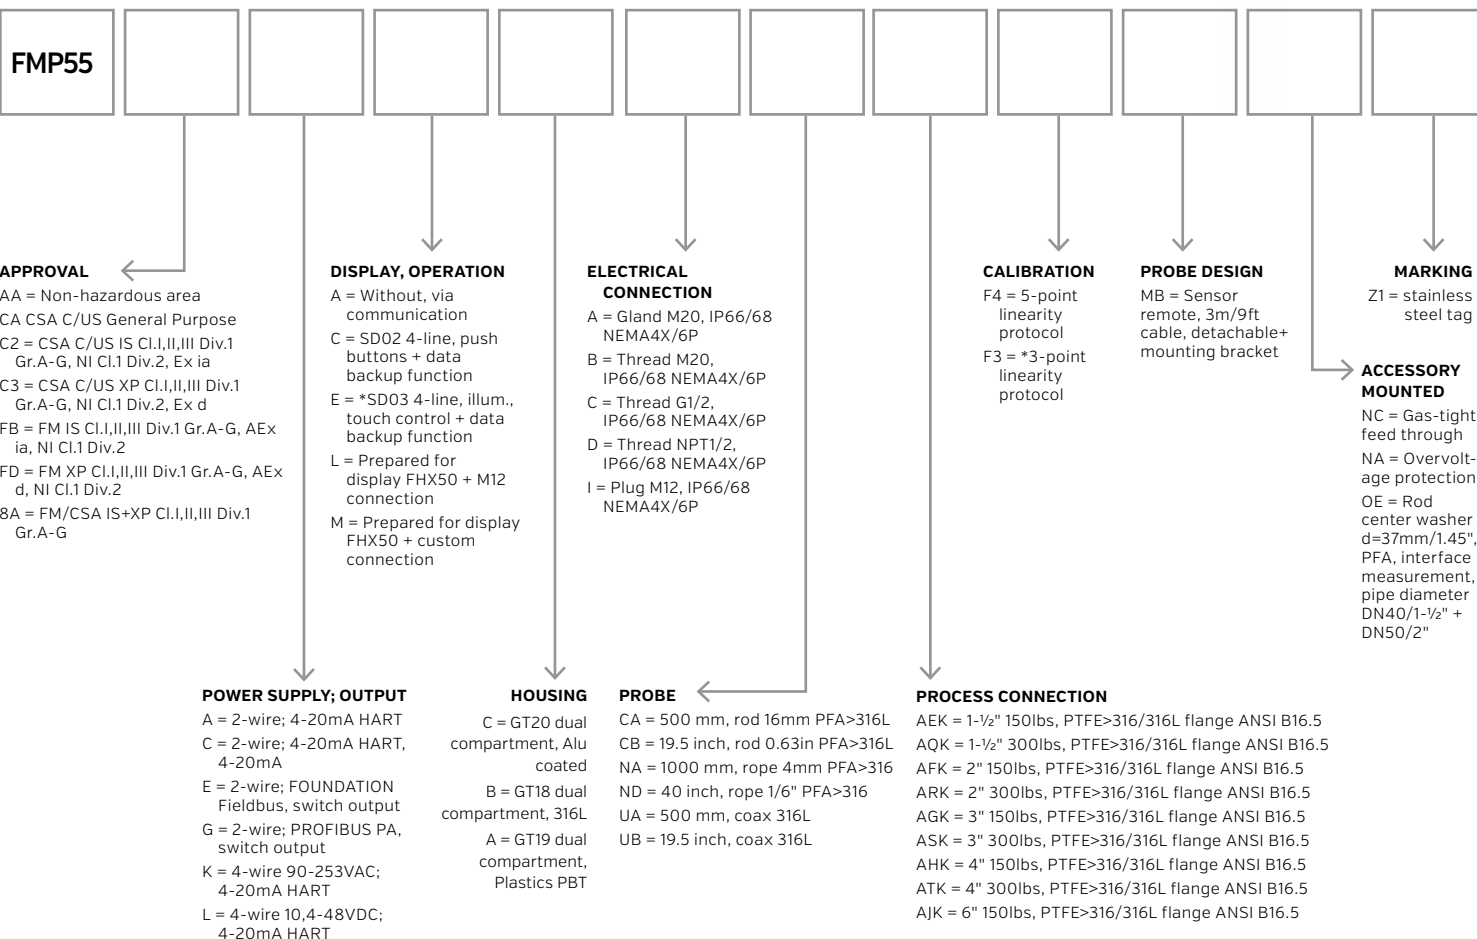 FMP55
APPROVAL
AA = Non-hazardous area
CA CSA C/US General Purpose
C2 = CSA C/US IS Cl.I,II,III Div.1
Gr.A-G, NI Cl.1 Div.2, Ex ia
C3 = CSA C/US XP Cl.I,II,III Div.1
Gr.A-G, NI Cl.1 Div.2, Ex d
FB = FM IS Cl.I,II,III Div.1 Gr.A-G, AEx
ia, NI Cl.1 Div.2
FD = FM XP Cl.I,II,III Div.1 Gr.A-G, AEx
d, NI Cl.1 Div.2
8A = FM/CSA IS+XP Cl.I,II,III Div.1
Gr.A-G
DISPLAY, OPERATION
A = Without, via
communication
C = SD02 4-line, push
buttons + data
backup function
E = *SD03 4-line, illum.,
touch control + data
backup function
L = Prepared for
display FHX50 + M12
connection
M = Prepared for display
FHX50 + custom
connection
ELECTRICAL
CONNECTION
A = Gland M20, IP66/68
NEMA4X/6P
B = Thread M20,
IP66/68 NEMA4X/6P
C = Thread G1/2,
IP66/68 NEMA4X/6P
D = Thread NPT1/2,
IP66/68 NEMA4X/6P
I = Plug M12, IP66/68
NEMA4X/6P
CALIBRATION
F4 = 5-point
linearity
protocol
F3 = *3-point
linearity
protocol
PROBE DESIGN
MB = Sensor
remote, 3m/9ft
cable, detachable+
mounting bracket
MARKING
Z1 = stainless
steel tag
ACCESSORY
MOUNTED
NC = Gas-tight
feed through
NA = Overvolt-
age protection
OE = Rod
center washer
d=37mm/1.45",
PFA, interface
measurement,
pipe diameter
DN40/1-½" +
DN50/2"
POWER SUPPLY; OUTPUT
A = 2-wire; 4-20mA HART
C = 2-wire; 4-20mA HART,
4-20mA
E = 2-wire; FOUNDATION
Fieldbus, switch output
G = 2-wire; PROFIBUS PA,
switch output
K = 4-wire 90-253VAC;
4-20mA HART
L = 4-wire 10,4-48VDC;
4-20mA HART
HOUSING
C = GT20 dual
compartment, Alu
coated
B = GT18 dual
compartment, 316L
A = GT19 dual
compartment,
Plastics PBT
PROBE
CA = 500 mm, rod 16mm PFA>316L
CB = 19.5 inch, rod 0.63in PFA>316L
NA = 1000 mm, rope 4mm PFA>316
ND = 40 inch, rope 1/6" PFA>316
UA = 500 mm, coax 316L
UB = 19.5 inch, coax 316L
PROCESS CONNECTION
AEK = 1-½" 150lbs, PTFE>316/316L flange ANSI B16.5
AQK = 1-½" 300lbs, PTFE>316/316L flange ANSI B16.5
AFK = 2" 150lbs, PTFE>316/316L flange ANSI B16.5
ARK = 2" 300lbs, PTFE>316/316L flange ANSI B16.5
AGK = 3" 150lbs, PTFE>316/316L flange ANSI B16.5
ASK = 3" 300lbs, PTFE>316/316L flange ANSI B16.5
AHK = 4" 150lbs, PTFE>316/316L flange ANSI B16.5
ATK = 4" 300lbs, PTFE>316/316L flange ANSI B16.5
AJK = 6" 150lbs, PTFE>316/316L flange ANSI B16.5